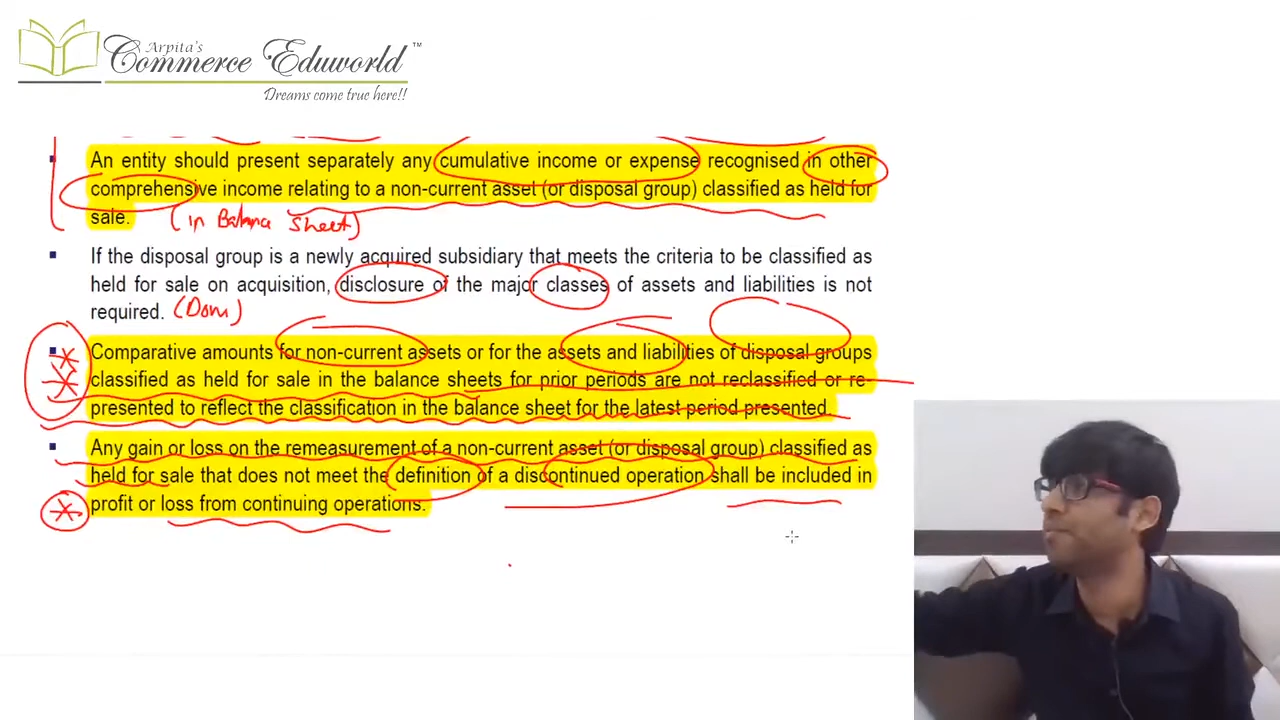 Arpita's
Commerce Eduworld™
Dreams come true here!!
▪ An entity should present separately any cumulative income or expense recognised in other
comprehensive income relating to a non-current asset (or disposal group) classified as held for
sale. (in Balance Sheet)
▪ If the disposal group is a newly acquired subsidiary that meets the criteria to be classified as
held for sale on acquisition, disclosure of the major classes of assets and liabilities is not
required. (Done)
▪ Comparative amounts for non-current assets or for the assets and liabilities of disposal groups
classified as held for sale in the balance sheets for prior periods are not reclassified or re-
presented to reflect the classification in the balance sheet for the latest period presented.
▪ Any gain or loss on the remeasurement of a non-current asset (or disposal group) classified as
held for sale that does not meet the definition of a discontinued operation shall be included in
profit or loss from continuing operations.